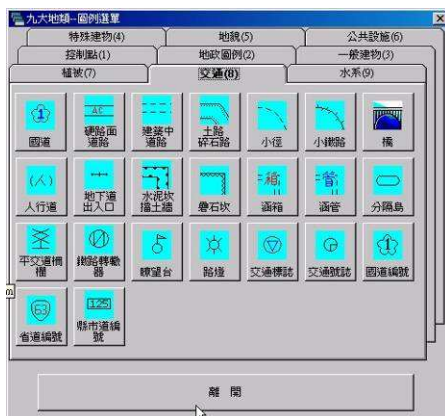 九大地類--圖例選單
特殊建物(4) 地貌(5) 公共設施(6)
控制點(1) 地政圖例(2) 一般建物(3)
植被(7) 交通(8) 水系(9)
1 AC (人) 箱 管 1 63 125
國道 硬路面道路 建築中道路 土路碎石路 小徑 小鐵路 橋
人行道 地下道出入口 水泥坎擋土牆 礐石坎 涵箱 涵管 分隔島
平交道柵欄 鐵路轉轍器 瞭望台 路燈 交通標誌 交通號誌 國道編號
省道編號 縣市道編號
離 開